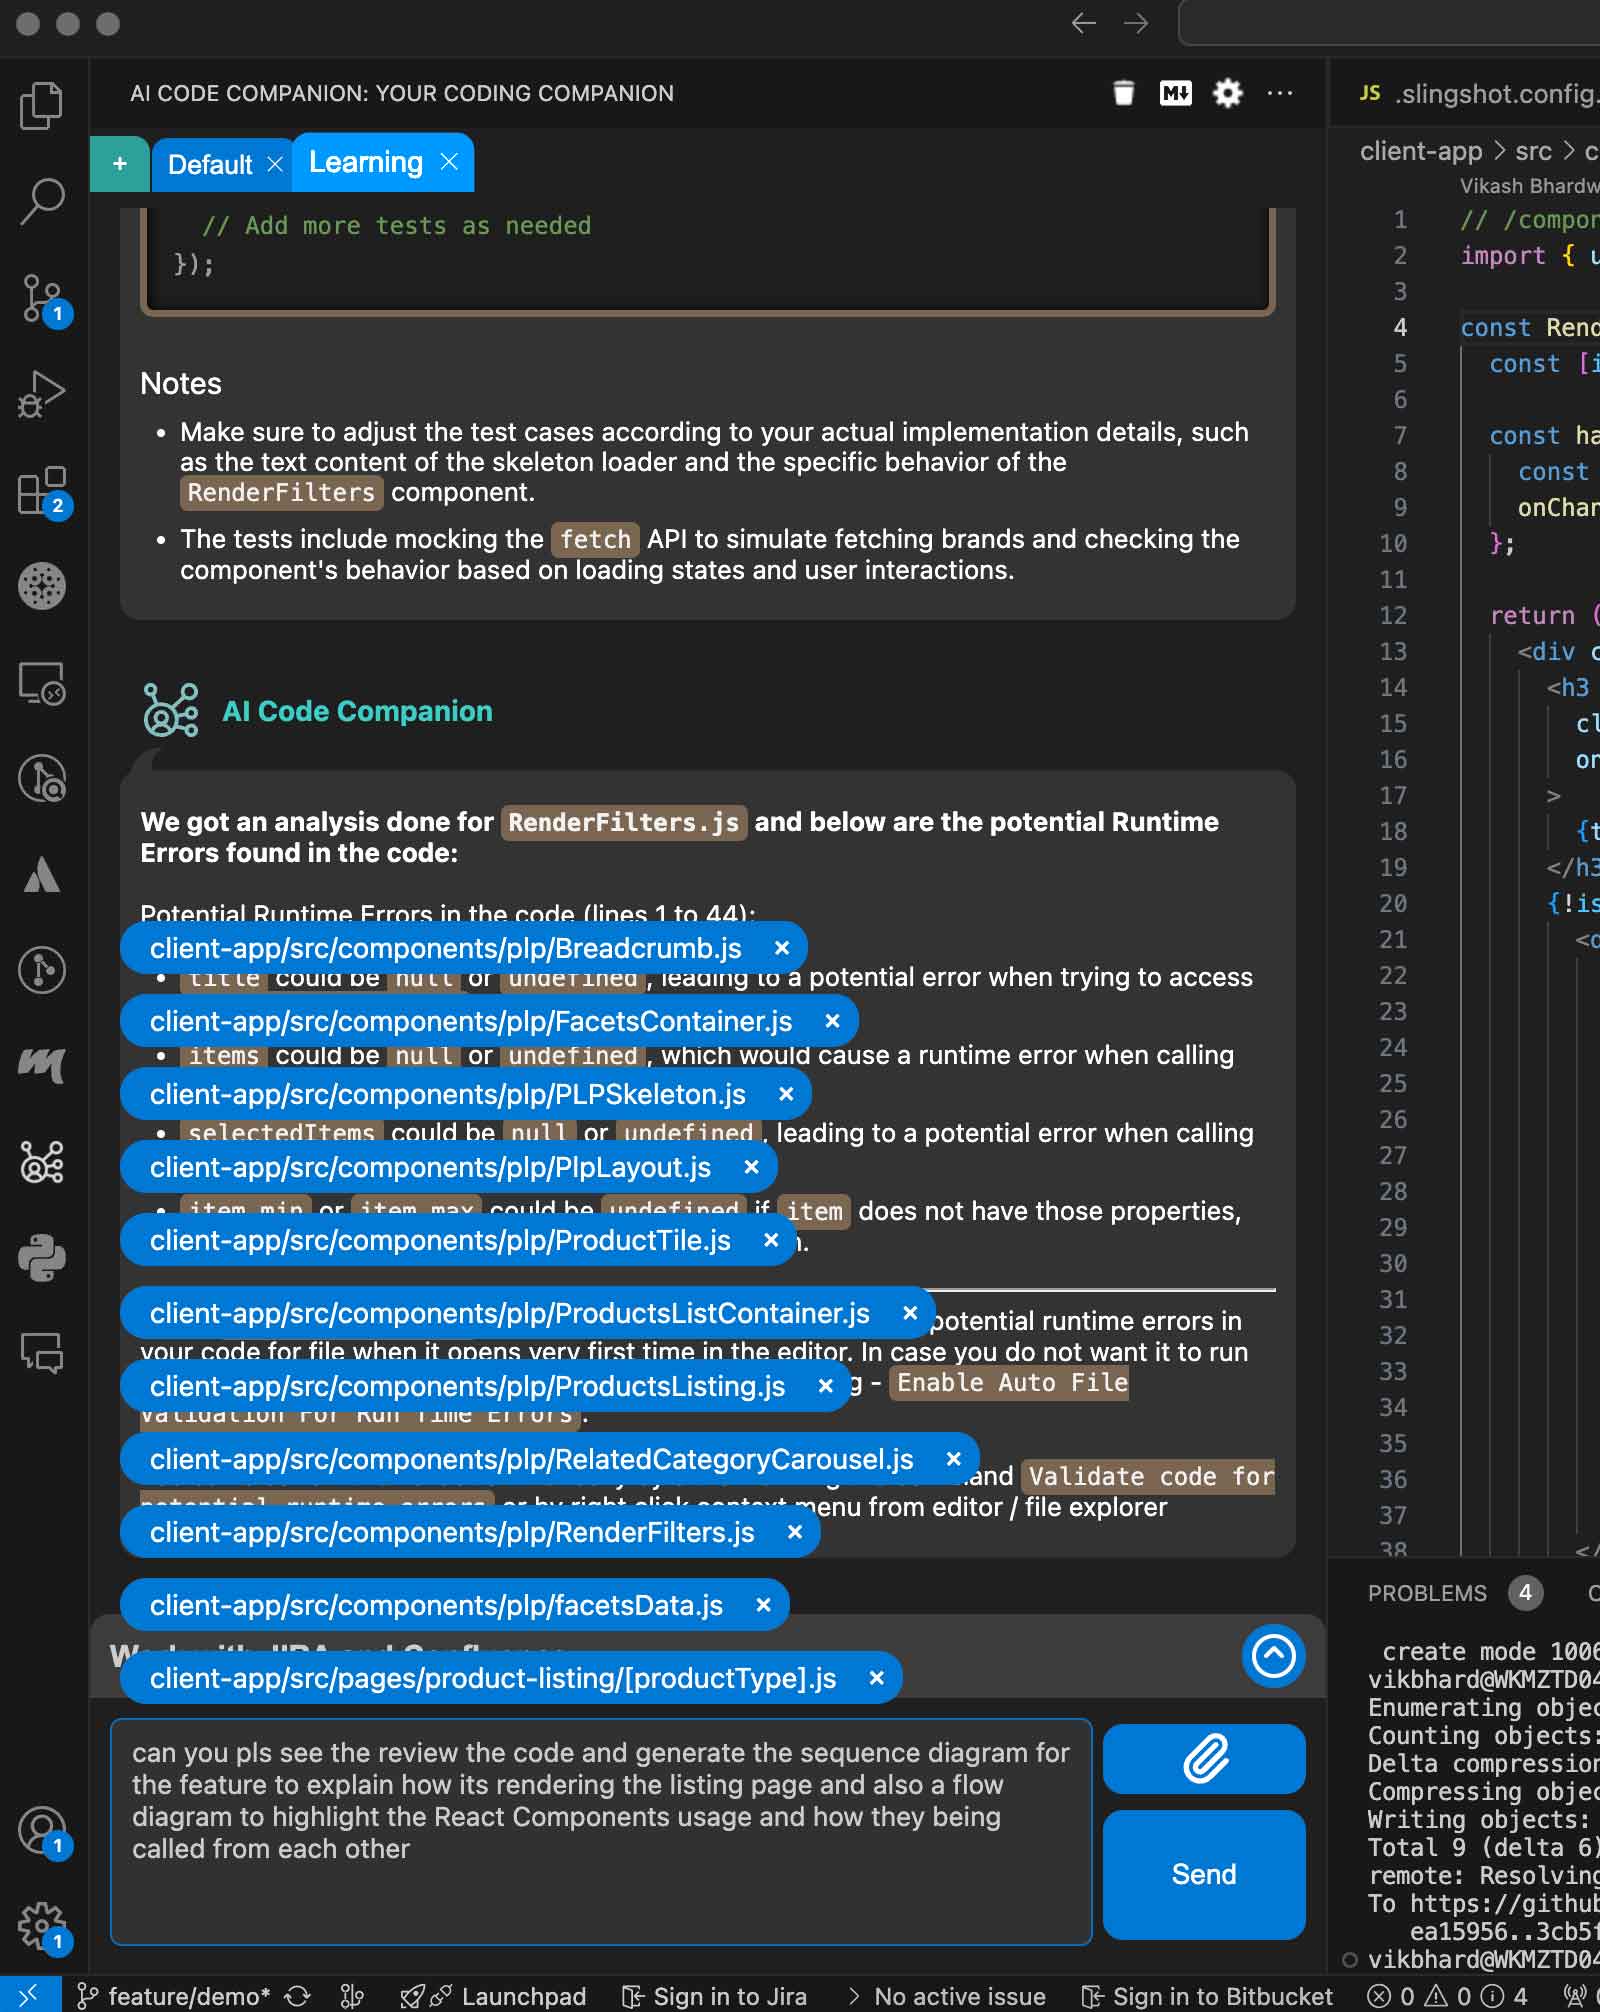 AI CODE COMPANION: YOUR CODING COMPANION
M↓
...
JS .slingshot.config.
+
Default ×
Learning ×
client-app > src > c
Vikash Bhardw
// Add more tests as needed
});
Notes
• Make sure to adjust the test cases according to your actual implementation details, such
as the text content of the skeleton loader and the specific behavior of the
RenderFilters component.
• The tests include mocking the fetch API to simulate fetching brands and checking the
component's behavior based on loading states and user interactions.
AI Code Companion
We got an analysis done for RenderFilters.js and below are the potential Runtime
Errors found in the code:
Potential Runtime Errors in the code (lines 1 to 44):
client-app/src/components/plp/Breadcrumb.js ×
• title could be null or undefined, leading to a potential error when trying to access
client-app/src/components/plp/FacetsContainer.js ×
• items could be null or undefined, which would cause a runtime error when calling
client-app/src/components/plp/PLPSkeleton.js ×
• selectedItems could be null or undefined, leading to a potential error when calling
client-app/src/components/plp/PlpLayout.js ×
• item.min or item.max could be undefined if item does not have those properties,
client-app/src/components/plp/ProductTile.js ×
client-app/src/components/plp/ProductsListContainer.js ×
potential runtime errors in
your code for file when it opens very first time in the editor. In case you do not want it to run
client-app/src/components/plp/ProductsListing.js ×
g - Enable Auto File
Validation For Run Time Errors.
client-app/src/components/plp/RelatedCategoryCarousel.js ×
and Validate code for
potential runtime errors or by right click context menu from editor / file explorer
client-app/src/components/plp/RenderFilters.js ×
client-app/src/components/plp/facetsData.js ×
Work with JIRA and Confluence
client-app/src/pages/product-listing/[productType].js ×
can you pls see the review the code and generate the sequence diagram for
the feature to explain how its rendering the listing page and also a flow
diagram to highlight the React Components usage and how they being
called from each other
Send
1
2
1
1
1 // /compon
2 import { u
3
4 const Rend
5 const [i
6
7 const ha
8 const
9 onChan
10 };
11
12 return (
13 <div c
14 <h3
15 cl
16 on
17 >
18 {t
19 </h3
20 {!is
21 <d
22
23
24
25
26
27
28
29
30
31
32
33
34
35
36
37
38 </
PROBLEMS 4
create mode 1006
vikbhard@WKMZTD04
Enumerating objec
Counting objects:
Delta compression
Compressing objec
Writing objects:
Total 9 (delta 6)
remote: Resolving
To https://github
ea15956..3cb5f
vikbhard@WKMZTD04
feature/demo* Launchpad Sign in to Jira > No active issue Sign in to Bitbucket 0 0 4